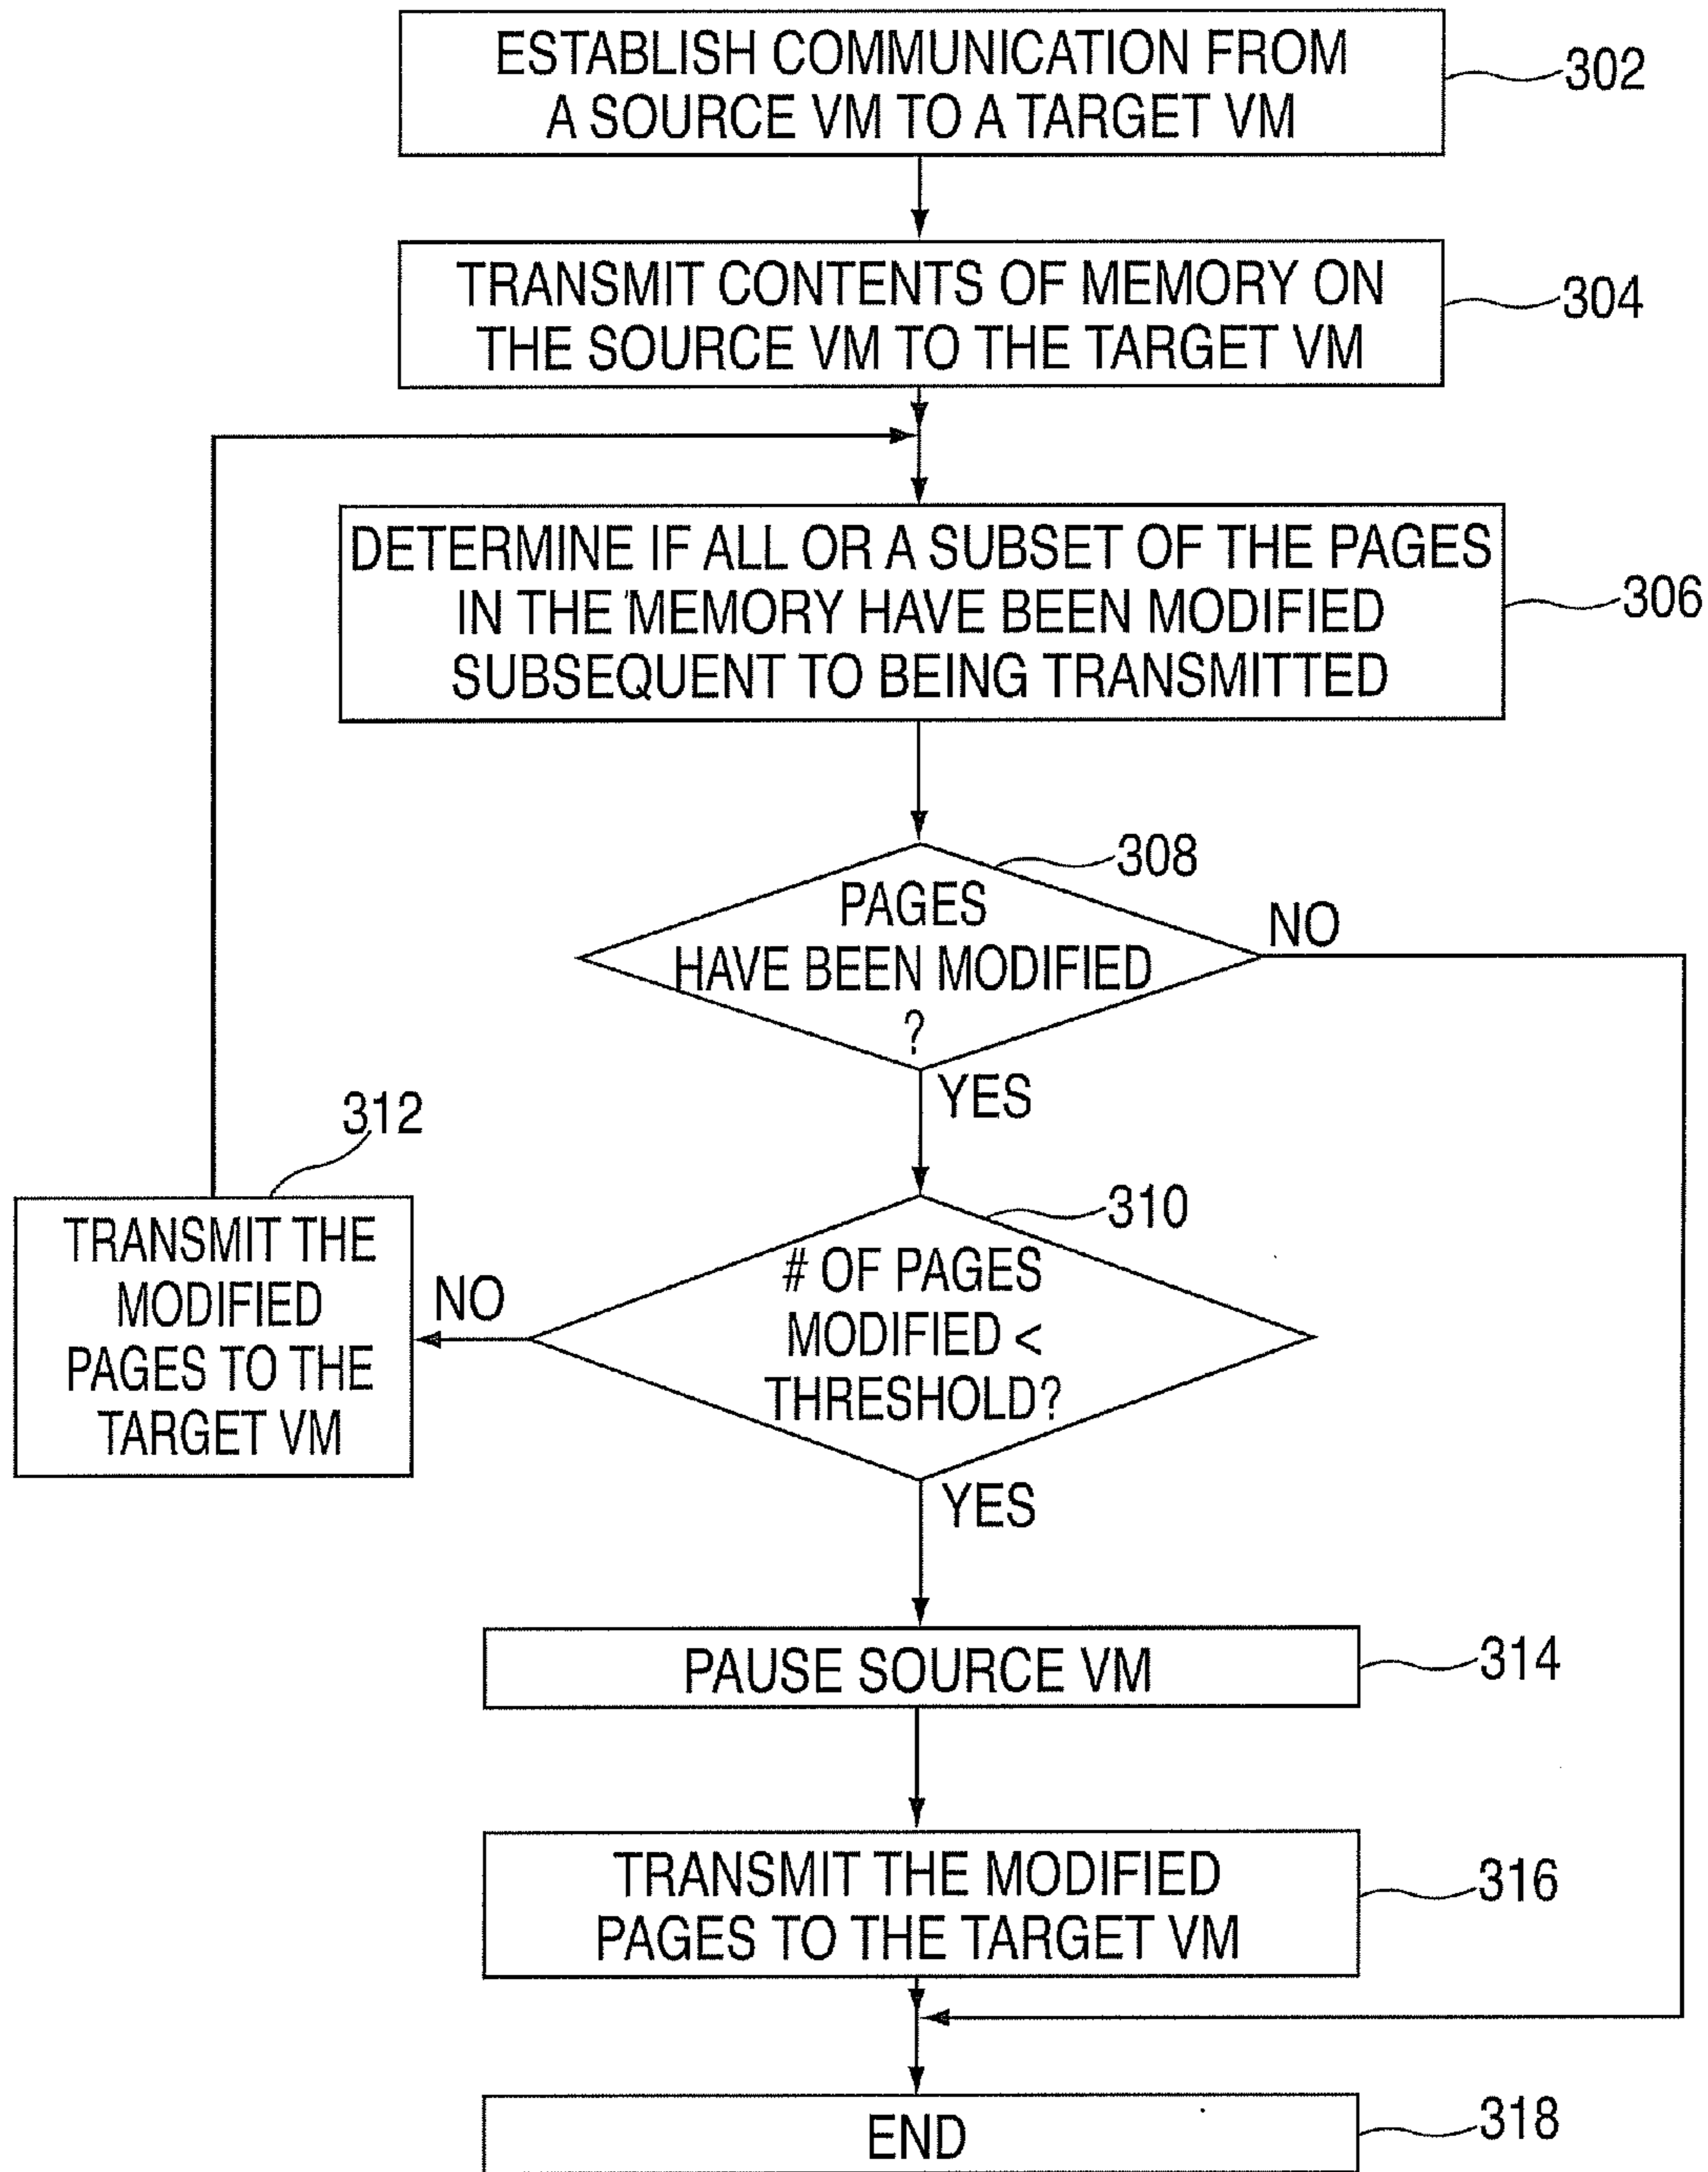 ESTABLISH COMMUNICATION FROM
A SOURCE VM TO A TARGET VM
302
TRANSMIT CONTENTS OF MEMORY ON
THE SOURCE VM TO THE TARGET VM
304
DETERMINE IF ALL OR A SUBSET OF THE PAGES
IN THE MEMORY HAVE BEEN MODIFIED
SUBSEQUENT TO BEING TRANSMITTED
306
308
PAGES
HAVE BEEN MODIFIED
?
NO
YES
312
TRANSMIT THE
MODIFIED
PAGES TO THE
TARGET VM
NO
310
# OF PAGES
MODIFIED <
THRESHOLD?
YES
PAUSE SOURCE VM
314
TRANSMIT THE MODIFIED
PAGES TO THE TARGET VM
316
END
318